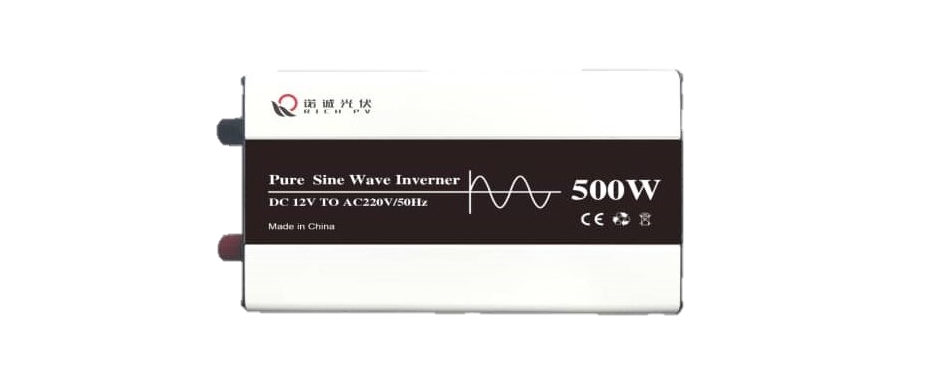 诺诚光伏
RICH PV
Pure Sine Wave Inverner
DC 12V TO AC220V/50Hz
500W
CE
Made in China